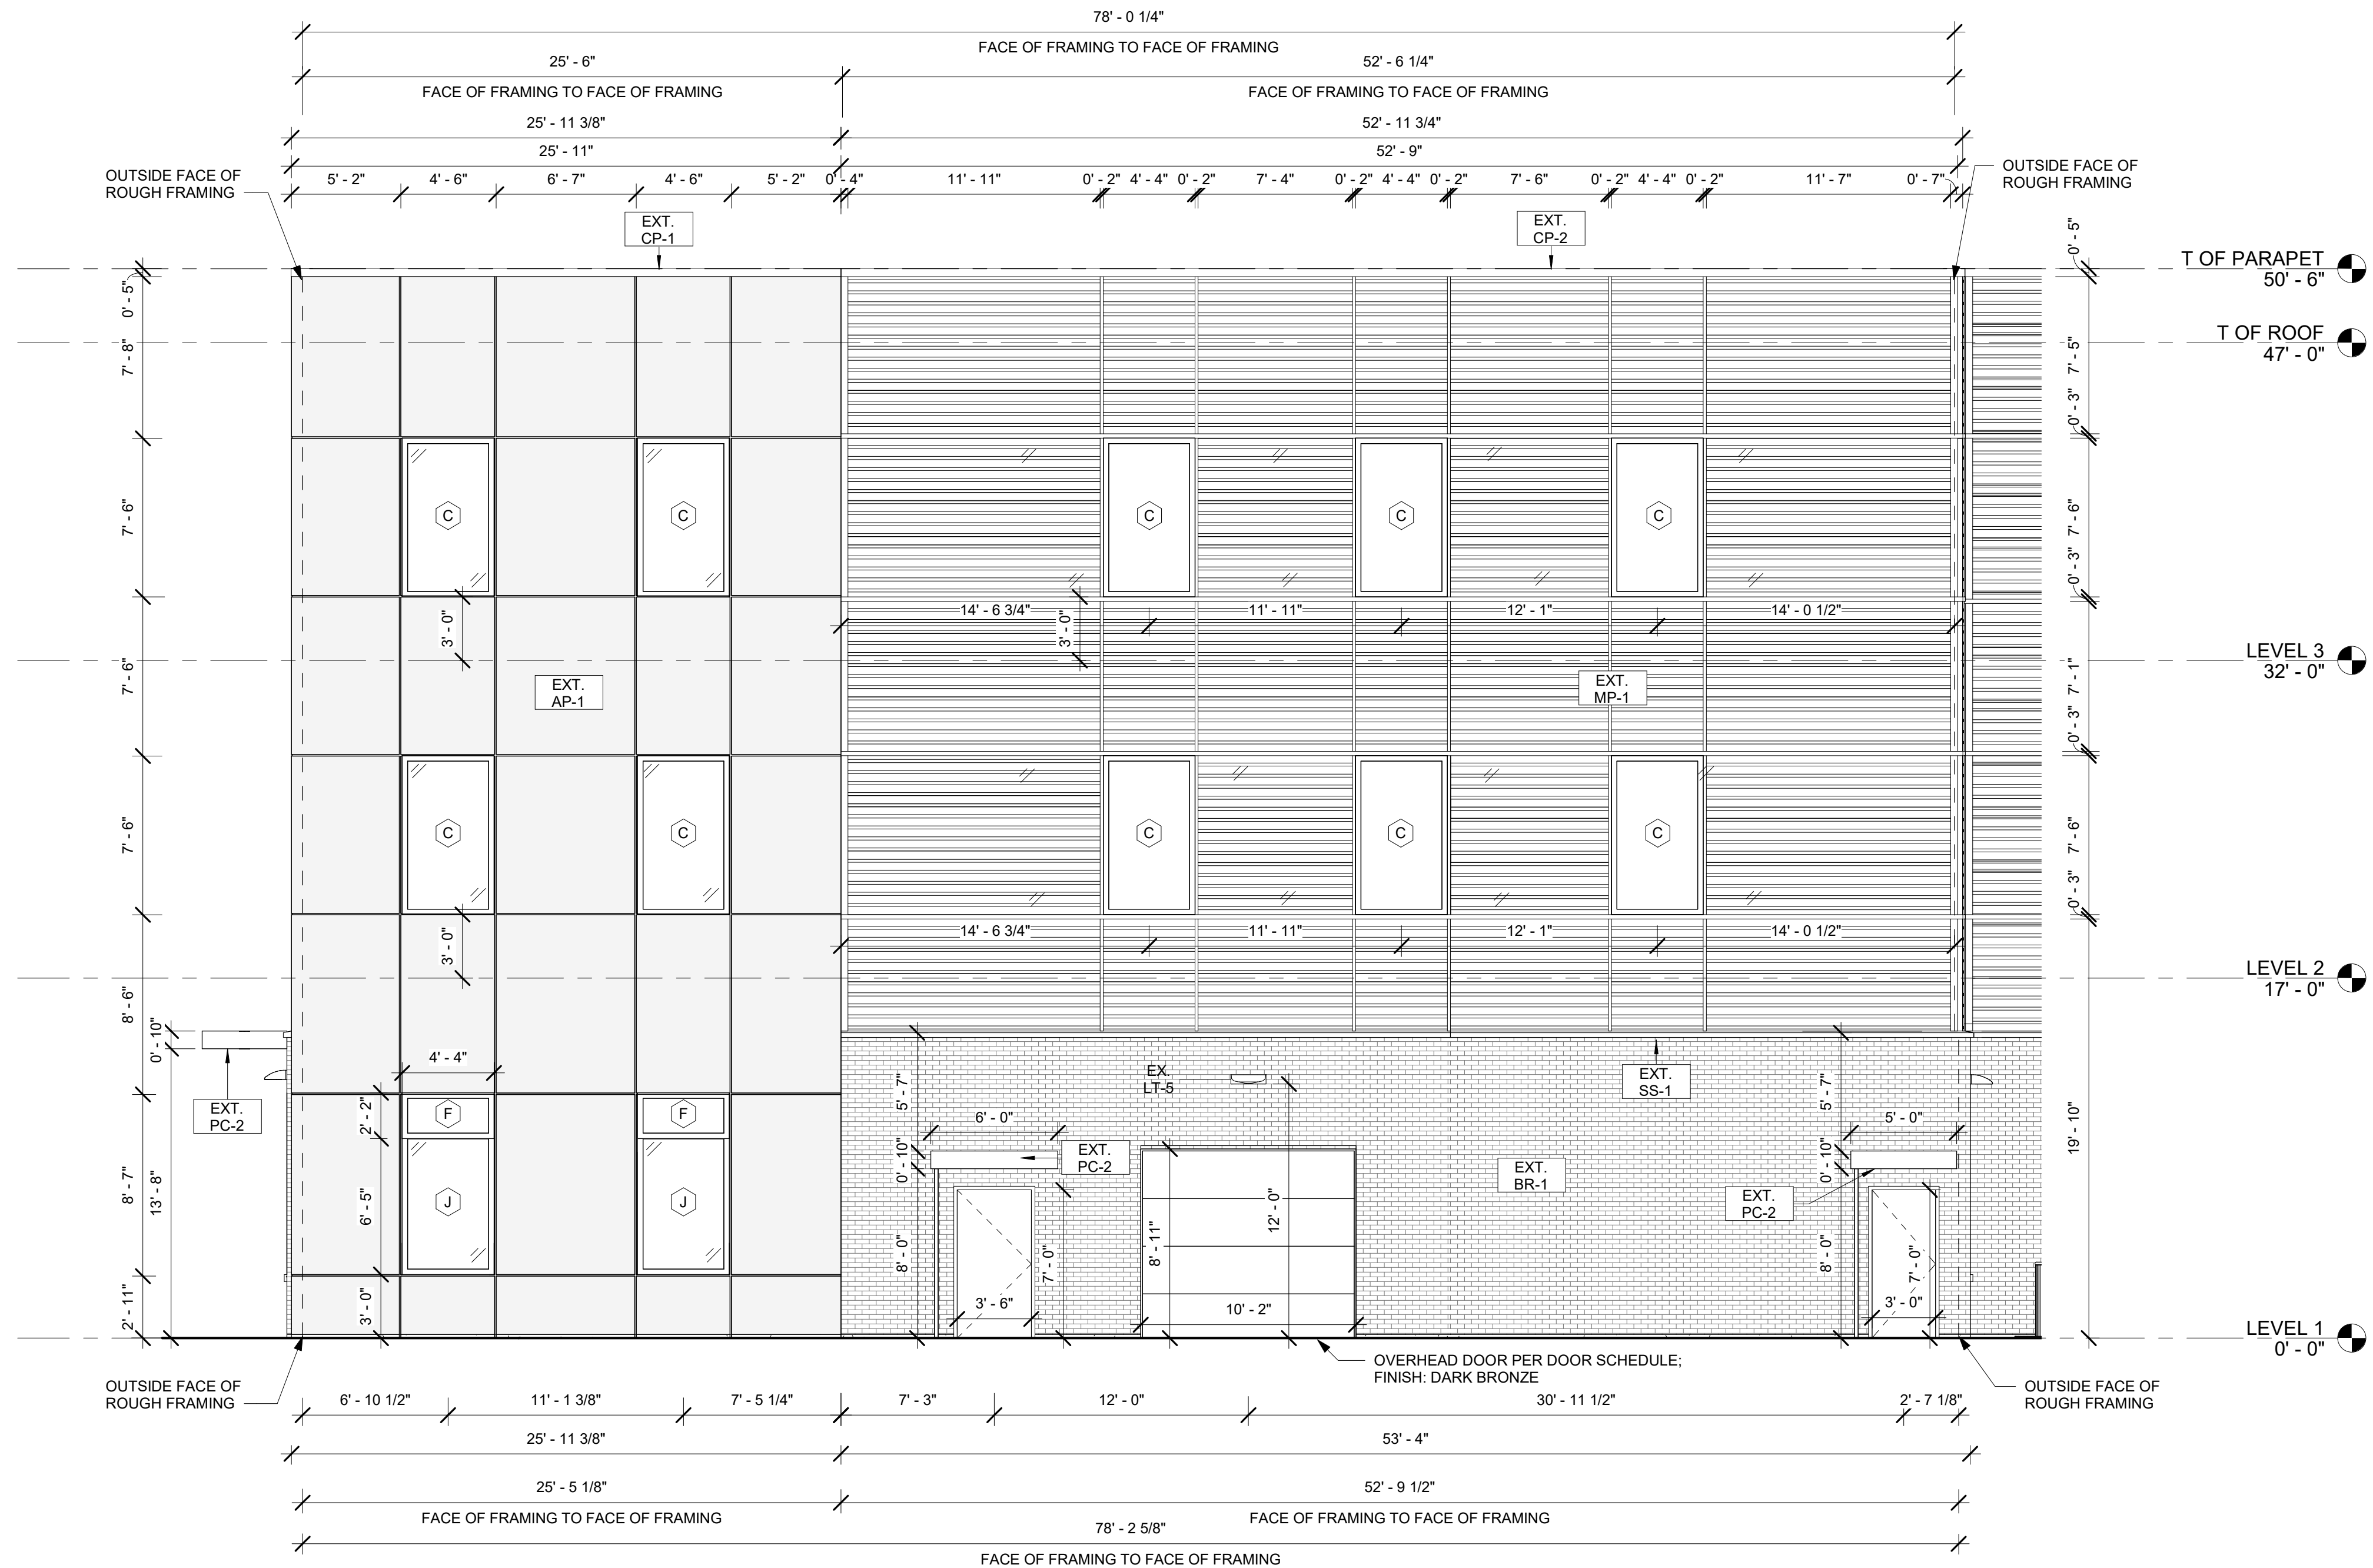 78' - 0 1/4"
FACE OF FRAMING TO FACE OF FRAMING
25' - 6"
52' - 6 1/4"
FACE OF FRAMING TO FACE OF FRAMING
FACE OF FRAMING TO FACE OF FRAMING
25' - 11 3/8"
52' - 11 3/4"
25' - 11"
52' - 9"
OUTSIDE FACE OF
ROUGH FRAMING
5' - 2"
4' - 6"
6' - 7"
4' - 6"
5' - 2"
0' - 4"
11' - 11"
0' - 2"
4' - 4"
0' - 2"
7' - 4"
0' - 2"
4' - 4"
0' - 2"
7' - 6"
0' - 2"
4' - 4"
0' - 2"
11' - 7"
0' - 7"
OUTSIDE FACE OF
ROUGH FRAMING
EXT.
CP-1
EXT.
CP-2
T OF PARAPET
50' - 6"
T OF ROOF
47' - 0"
LEVEL 3
32' - 0"
LEVEL 2
17' - 0"
LEVEL 1
0' - 0"
0' - 5"
7' - 8"
7' - 6"
7' - 6"
7' - 6"
8' - 6"
8' - 7"
2' - 11"
0' - 10"
13' - 8"
0' - 5"
7' - 5"
0' - 3"
7' - 6"
0' - 3"
7' - 1"
0' - 3"
7' - 6"
0' - 3"
19' - 10"
C
C
C
C
C
3' - 0"
3' - 0"
14' - 6 3/4"
11' - 11"
12' - 1"
14' - 0 1/2"
EXT.
AP-1
EXT.
MP-1
C
C
C
C
C
3' - 0"
14' - 6 3/4"
11' - 11"
12' - 1"
14' - 0 1/2"
4' - 4"
EXT.
PC-2
F
F
2' - 2"
J
J
6' - 5"
3' - 0"
5' - 7"
0' - 10"
8' - 0"
6' - 0"
EXT.
PC-2
EX.
LT-5
12' - 0"
8' - 11"
7' - 0"
3' - 6"
10' - 2"
EXT.
SS-1
EXT.
BR-1
5' - 7"
0' - 10"
8' - 0"
5' - 0"
EXT.
PC-2
7' - 0"
3' - 0"
OVERHEAD DOOR PER DOOR SCHEDULE;
FINISH: DARK BRONZE
OUTSIDE FACE OF
ROUGH FRAMING
OUTSIDE FACE OF
ROUGH FRAMING
6' - 10 1/2"
11' - 1 3/8"
7' - 5 1/4"
7' - 3"
12' - 0"
30' - 11 1/2"
2' - 7 1/8"
25' - 11 3/8"
53' - 4"
25' - 5 1/8"
52' - 9 1/2"
FACE OF FRAMING TO FACE OF FRAMING
FACE OF FRAMING TO FACE OF FRAMING
78' - 2 5/8"
FACE OF FRAMING TO FACE OF FRAMING